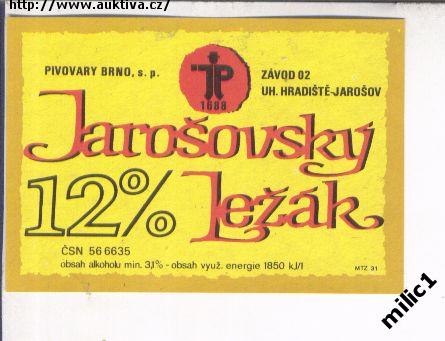 http://www.auktiva.cz/
PIVOVARY BRNO, s. p.
JP
1688
ZÁVOD 02
UH. HRADIŠTĚ-JAROŠOV
Jarošovský
12% Ležák
ČSN 56 6635
obsah alkoholu min. 3,1% - obsah využ. energie 1850 kJ/l
MTZ 31
milic1